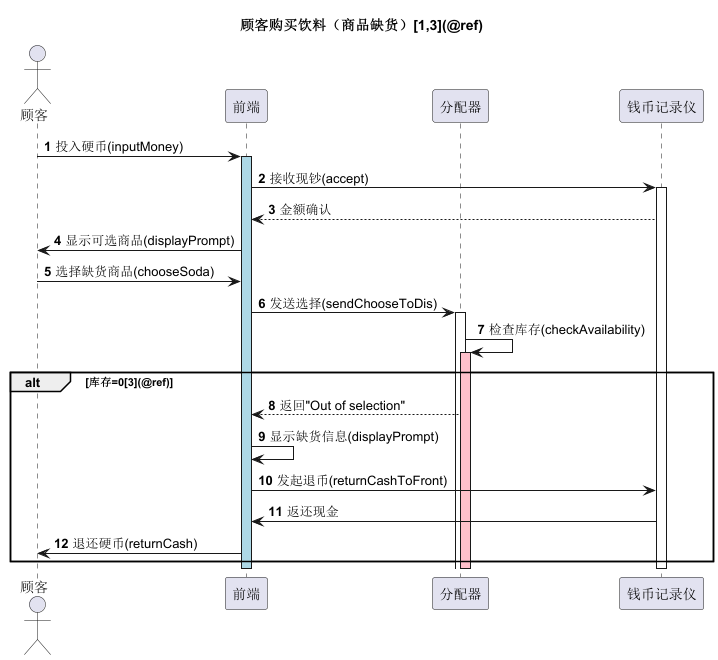 顾客购买饮料（商品缺货）[1,3](@ref)
顾客
前端
分配器
钱币记录仪
1 投入硬币(inputMoney)
2 接收现钞(accept)
3 金额确认
4 显示可选商品(displayPrompt)
5 选择缺货商品(chooseSoda)
6 发送选择(sendChooseToDis)
7 检查库存(checkAvailability)
alt [库存=0[3](@ref)]
8 返回"Out of selection"
9 显示缺货信息(displayPrompt)
10 发起退币(returnCashToFront)
11 返还现金
12 退还硬币(returnCash)
顾客
前端
分配器
钱币记录仪